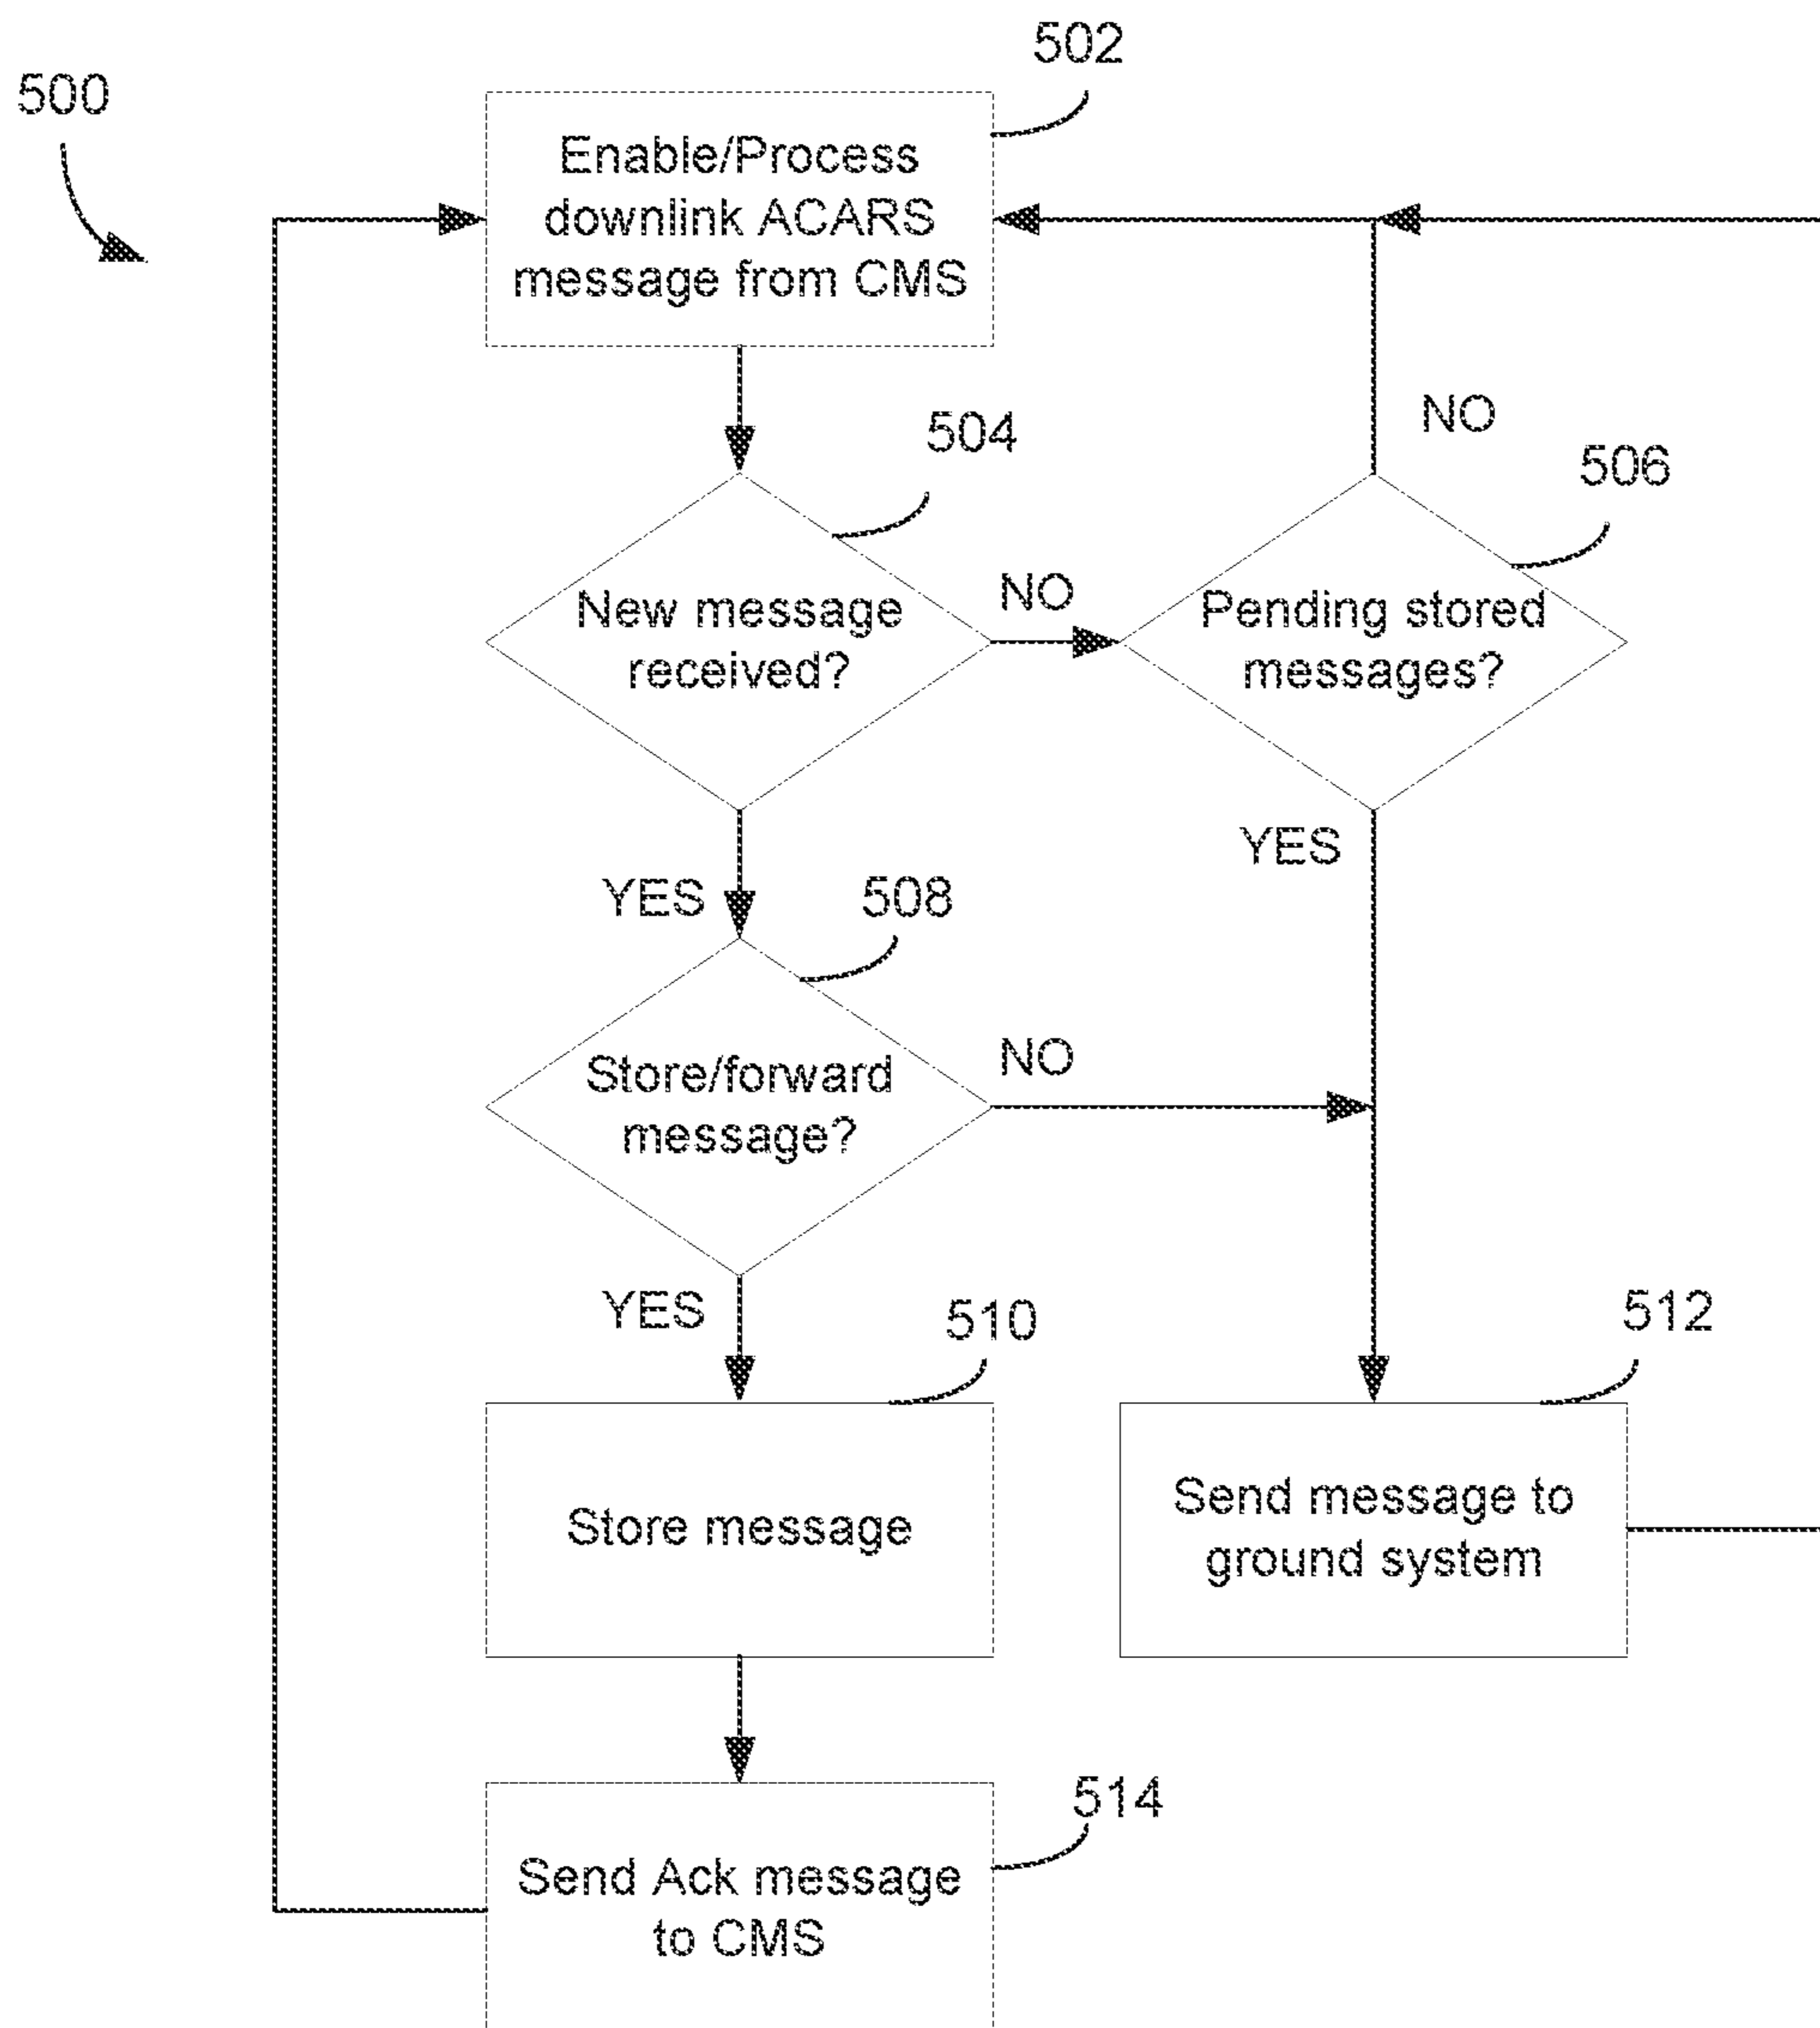 500
502
Enable/Process
downlink ACARS
message from CMS
504
NO
506
New message
received?
NO
Pending stored
messages?
YES
YES
508
Store/forward
message?
NO
YES
510
512
Store message
Send message to
ground system
514
Send Ack message
to CMS